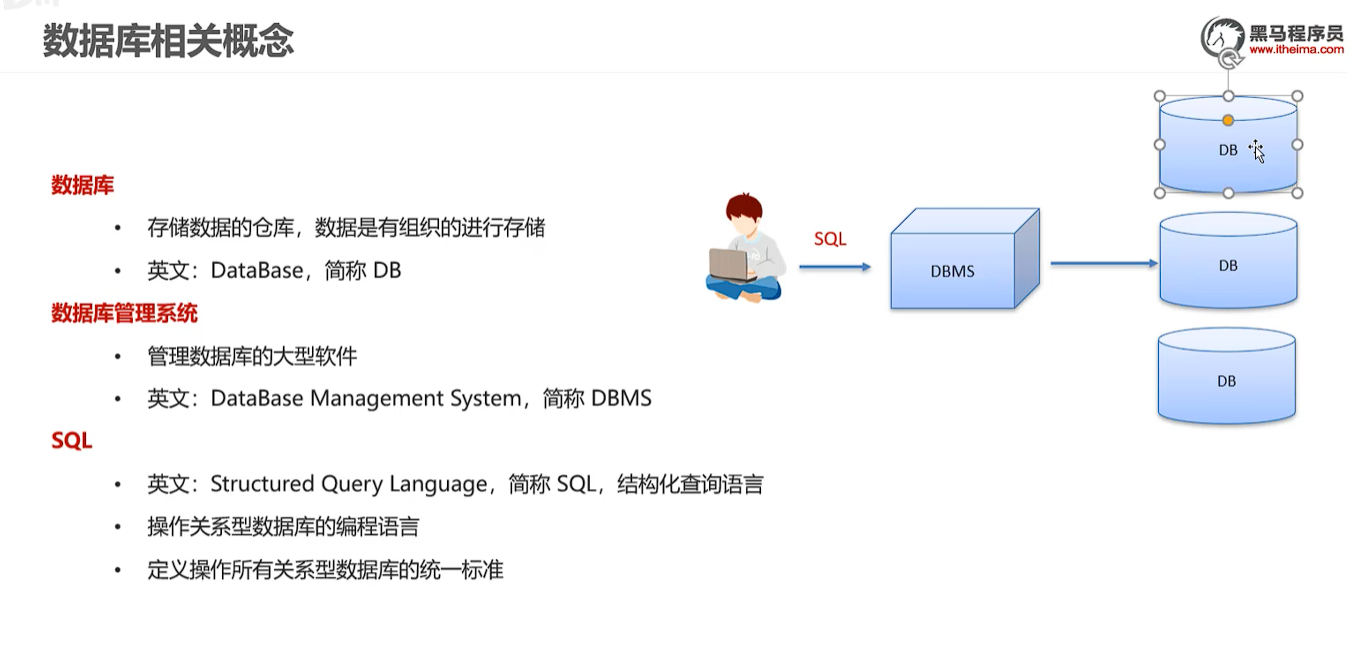 数据库相关概念
黑马程序员
www.itheima.com
数据库
• 存储数据的仓库，数据是有组织的进行存储
• 英文：DataBase，简称 DB
数据库管理系统
• 管理数据库的大型软件
• 英文：DataBase Management System，简称 DBMS
SQL
• 英文：Structured Query Language，简称 SQL，结构化查询语言
• 操作关系型数据库的编程语言
• 定义操作所有关系型数据库的统一标准
SQL
DBMS
DB
DB
DB